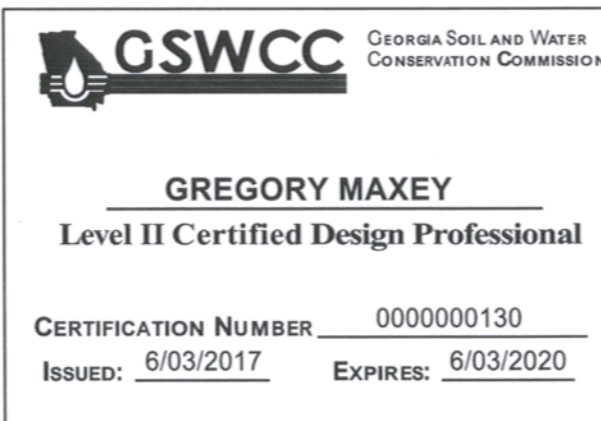 GSWCC
GEORGIA SOIL AND WATER
CONSERVATION COMMISSION
GREGORY MAXEY
Level II Certified Design Professional
CERTIFICATION NUMBER 0000000130
ISSUED: 6/03/2017 EXPIRES: 6/03/2020